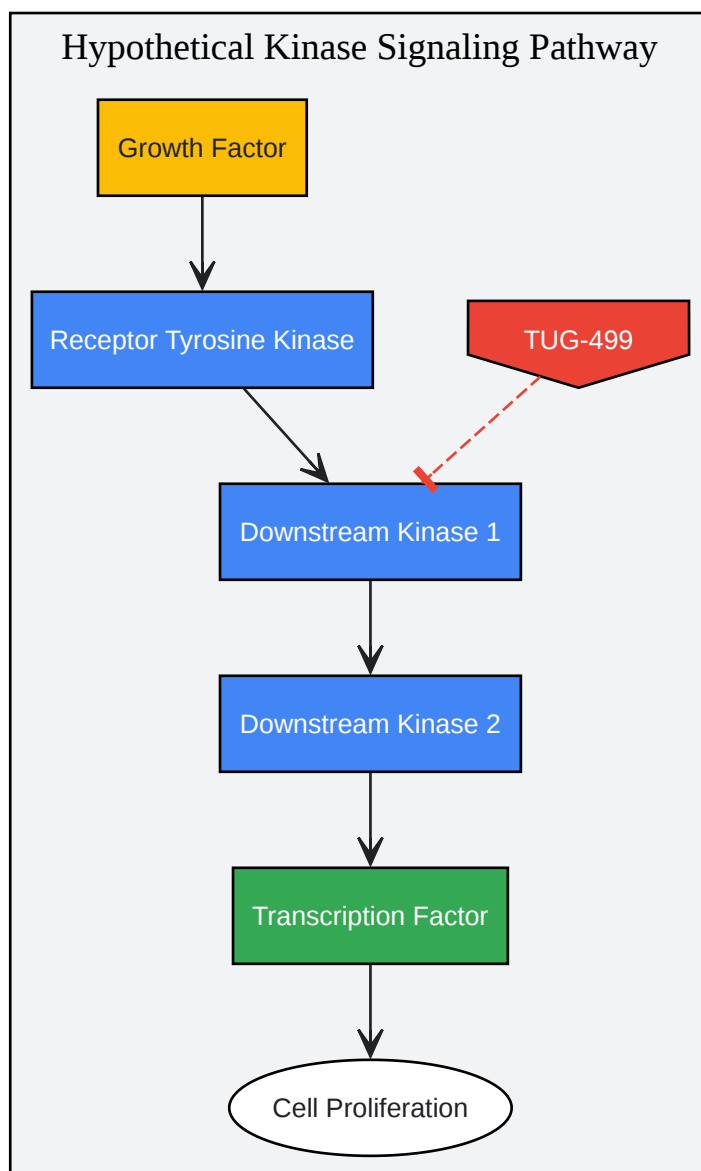 Hypothetical Kinase Signaling Pathway
Growth Factor
Receptor Tyrosine Kinase
TUG-499
Downstream Kinase 1
Downstream Kinase 2
Transcription Factor
Cell Proliferation